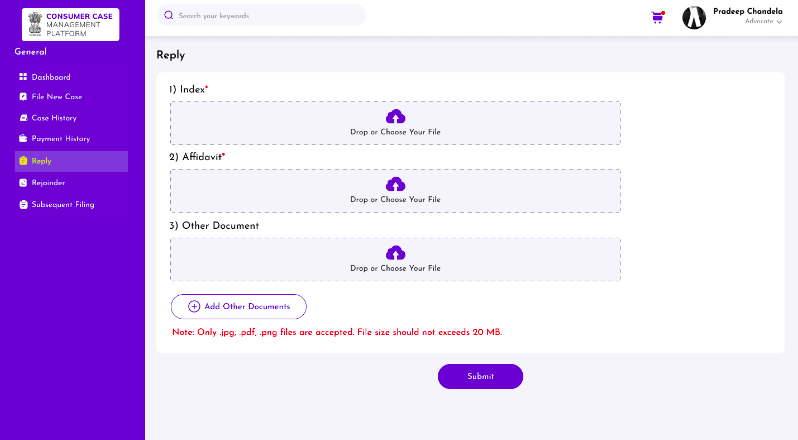 CONSUMER CASE
MANAGEMENT
PLATFORM
General
Dashboard
File New Case
Case History
Payment History
Reply
Rejoinder
Subsequent Filing
Search your keywords
Pradeep Chandela
Advocate
Reply
1) Index*
Drop or Choose Your File
2) Affidavit*
Drop or Choose Your File
3) Other Document
Drop or Choose Your File
Add Other Documents
Note: Only .jpg, .pdf, .png files are accepted. File size should not exceeds 20 MB.
Submit